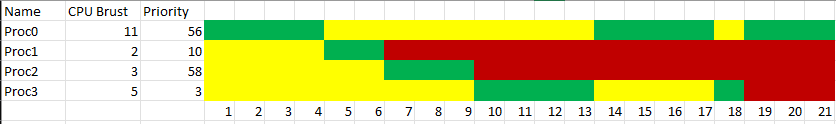 Name CPU Brust Priority
Proc0 11 56
Proc1 2 10
Proc2 3 58
Proc3 5 3
1 2 3 4 5 6 7 8 9 10 11 12 13 14 15 16 17 18 19 20 21